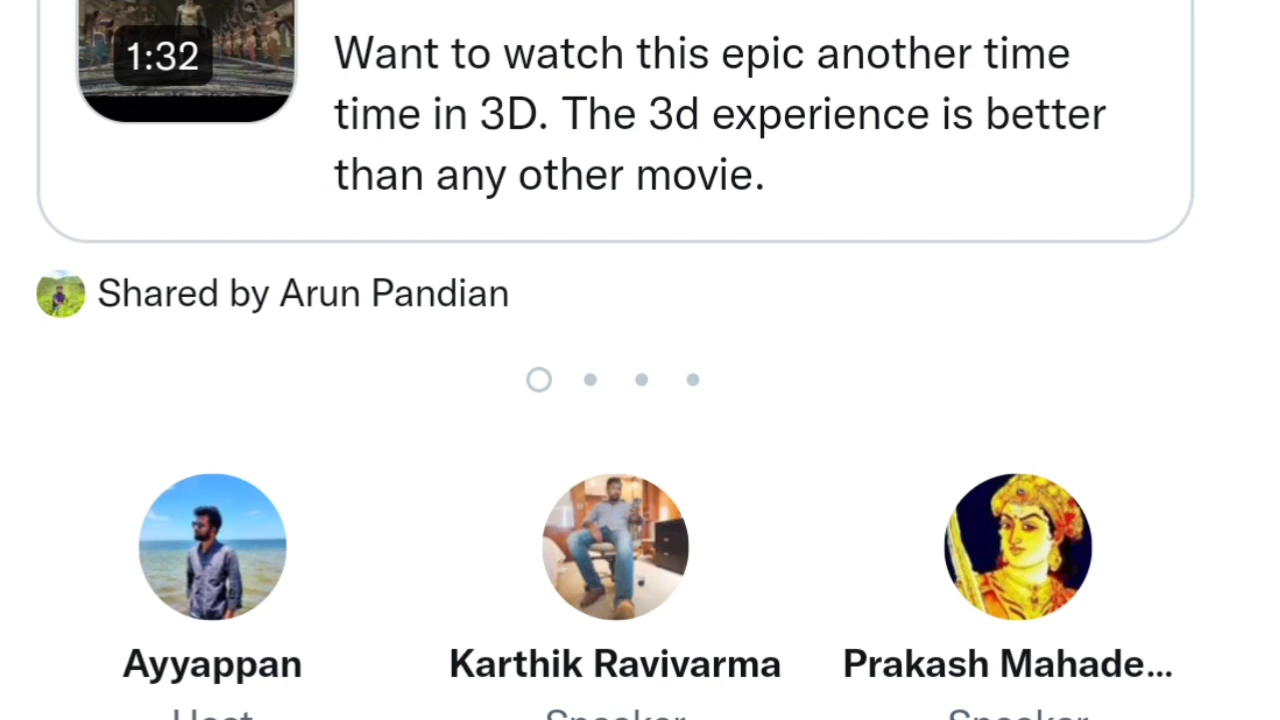 1:32
Want to watch this epic another time
time in 3D. The 3d experience is better
than any other movie.
Shared by Arun Pandian
Ayyappan
Karthik Ravivarma
Prakash Mahade...
Host
Speaker
Speaker